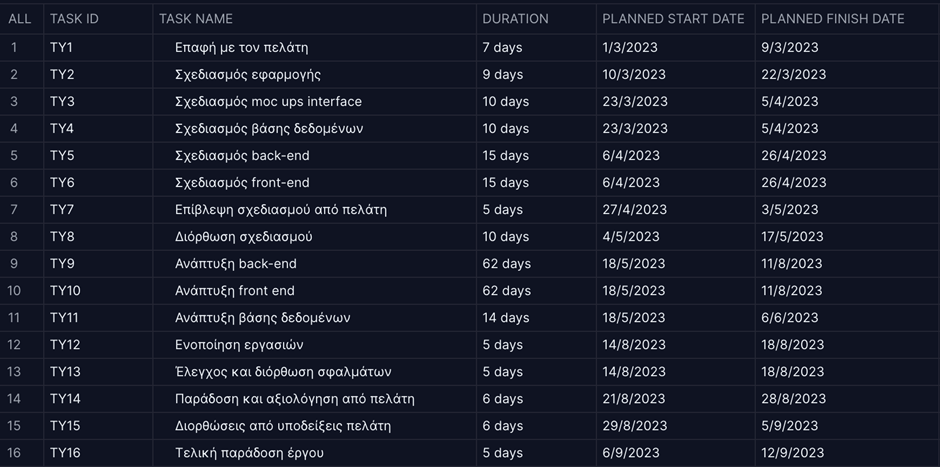 ALL TASK ID TASK NAME DURATION PLANNED START DATE PLANNED FINISH DATE
1 TY1 Επαφή με τον πελάτη 7 days 1/3/2023 9/3/2023
2 TY2 Σχεδιασμός εφαρμογής 9 days 10/3/2023 22/3/2023
3 TY3 Σχεδιασμός moc ups interface 10 days 23/3/2023 5/4/2023
4 TY4 Σχεδιασμός βάσης δεδομένων 10 days 23/3/2023 5/4/2023
5 TY5 Σχεδιασμός back-end 15 days 6/4/2023 26/4/2023
6 TY6 Σχεδιασμός front-end 15 days 6/4/2023 26/4/2023
7 TY7 Επίβλεψη σχεδιασμού από πελάτη 5 days 27/4/2023 3/5/2023
8 TY8 Διόρθωση σχεδιασμού 10 days 4/5/2023 17/5/2023
9 TY9 Ανάπτυξη back-end 62 days 18/5/2023 11/8/2023
10 TY10 Ανάπτυξη front end 62 days 18/5/2023 11/8/2023
11 TY11 Ανάπτυξη βάσης δεδομένων 14 days 18/5/2023 6/6/2023
12 TY12 Ενοποίηση εργασιών 5 days 14/8/2023 18/8/2023
13 TY13 Έλεγχος και διόρθωση σφαλμάτων 5 days 14/8/2023 18/8/2023
14 TY14 Παράδοση και αξιολόγηση από πελάτη 6 days 21/8/2023 28/8/2023
15 TY15 Διορθώσεις από υποδείξεις πελάτη 6 days 29/8/2023 5/9/2023
16 TY16 Τελική παράδοση έργου 5 days 6/9/2023 12/9/2023